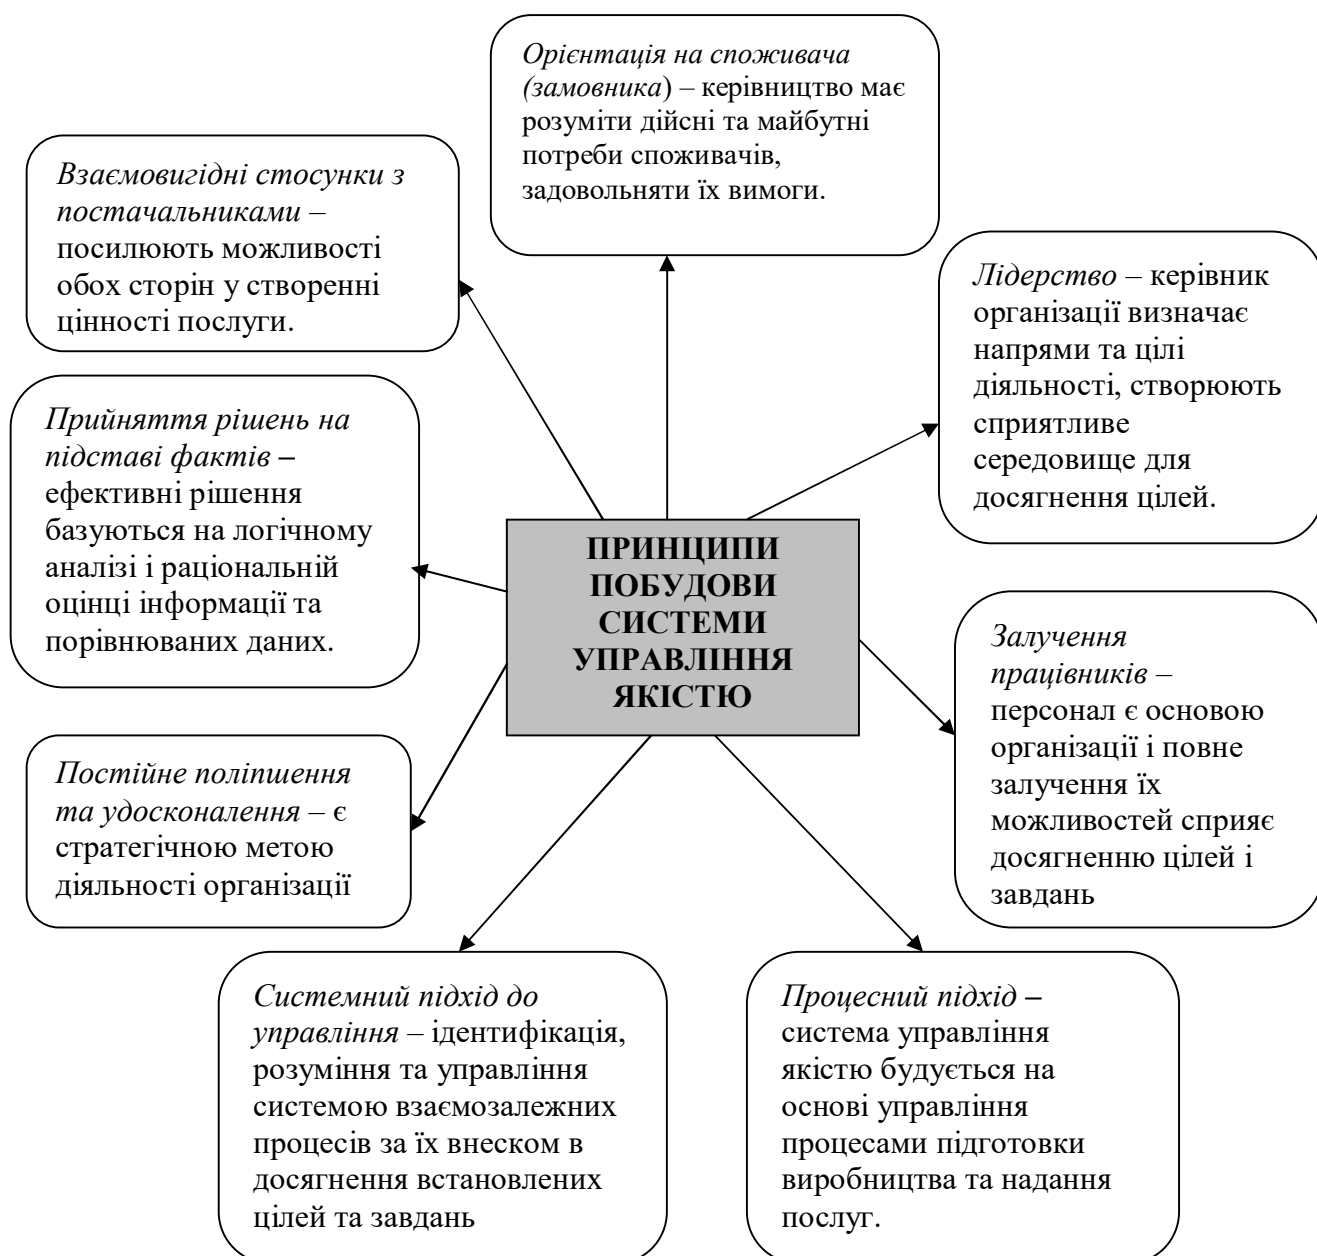 Орієнтація на споживача
(замовника) – керівництво має
розуміти дійсні та майбутні
потреби споживачів,
задовольняти їх вимоги.
Взаємовигідні стосунки з
постачальниками –
посилюють можливості
обох сторін у створенні
цінності послуги.
Лідерство – керівник
організації визначає
напрями та цілі
діяльності, створюють
сприятливе
середовище для
досягнення цілей.
Прийняття рішень на
підставі фактів –
ефективні рішення
базуються на логічному
аналізі і раціональній
оцінці інформації та
порівнюваних даних.
ПРИНЦИПИ
ПОБУДОВИ
СИСТЕМИ
УПРАВЛІННЯ
ЯКІСТЮ
Залучення
працівників –
персонал є основою
організації і повне
залучення їх
можливостей сприяє
досягненню цілей і
завдань
Постійне поліпшення
та удосконалення – є
стратегічною метою
діяльності організації
Системний підхід до
управління – ідентифікація,
розуміння та управління
системою взаємозалежних
процесів за їх внеском в
досягнення встановлених
цілей та завдань
Процесний підхід –
система управління
якістю будується на
основі управління
процесами підготовки
виробництва та надання
послуг.